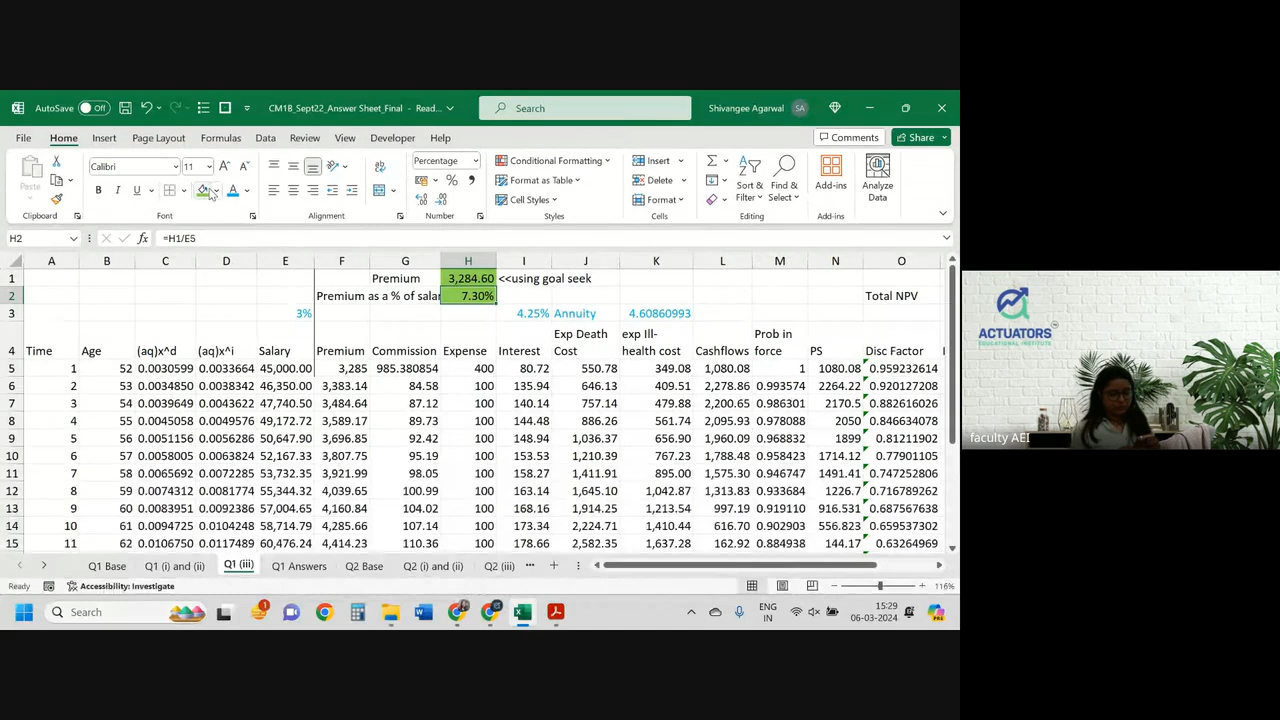 AutoSave Off CM1B_Sept22_Answer Sheet_Final - Read... Search Shivangee Agarwal SA
File Home Insert Page Layout Formulas Data Review View Developer Help Comments Share
Calibri 11 Percentage Conditional Formatting Insert
Paste B I U Format as Table Delete Sort & Filter Find & Select Add-ins Analyze Data
Cell Styles Format
Clipboard Font Alignment Number Styles Cells Editing Add-ins
H2 fx =H1/E5
A B C D E F G H I J K L M N O
1 Premium 3,284.60 <<using goal seek
2 Premium as a % of salar 7.30% Total NPV
3 3% 4.25% Annuity 4.60860993
4 Time Age (aq)x^d (aq)x^i Salary Premium Commission Expense Interest Exp Death Cost exp Ill-health cost Cashflows Prob in force PS Disc Factor
5 1 52 0.0030599 0.0033664 45,000.00 3,285 985.380854 400 80.72 550.78 349.08 1,080.08 1 1080.08 0.959232614
6 2 53 0.0034850 0.0038342 46,350.00 3,383.14 84.58 100 135.94 646.13 409.51 2,278.86 0.993574 2264.22 0.920127208
7 3 54 0.0039649 0.0043622 47,740.50 3,484.64 87.12 100 140.14 757.14 479.88 2,200.65 0.986301 2170.5 0.882616026
8 4 55 0.0045058 0.0049576 49,172.72 3,589.17 89.73 100 144.48 886.26 561.74 2,095.93 0.978088 2050 0.846634078
9 5 56 0.0051156 0.0056286 50,647.90 3,696.85 92.42 100 148.94 1,036.37 656.90 1,960.09 0.968832 1899 0.81211902
10 6 57 0.0058005 0.0063824 52,167.33 3,807.75 95.19 100 153.53 1,210.39 767.23 1,788.48 0.958423 1714.12 0.77901105
11 7 58 0.0065692 0.0072285 53,732.35 3,921.99 98.05 100 158.27 1,411.91 895.00 1,575.30 0.946747 1491.41 0.747252806
12 8 59 0.0074312 0.0081774 55,344.32 4,039.65 100.99 100 163.14 1,645.10 1,042.87 1,313.83 0.933684 1226.7 0.716789262
13 9 60 0.0083951 0.0092386 57,004.65 4,160.84 104.02 100 168.16 1,914.25 1,213.54 997.19 0.919110 916.531 0.687567638
14 10 61 0.0094725 0.0104248 58,714.79 4,285.66 107.14 100 173.34 2,224.71 1,410.44 616.70 0.902903 556.823 0.659537302
15 11 62 0.0106750 0.0117489 60,476.24 4,414.23 110.36 100 178.66 2,582.35 1,637.28 162.92 0.884938 144.17 0.63264969
Q1 Base Q1 (i) and (ii) Q1 (iii) Q1 Answers Q2 Base Q2 (i) and (ii) Q2 (iii)
Ready Accessibility: Investigate 116%
Search ENG IN 15:29 06-03-2024
ACTUATORS
EDUCATIONAL INSTITUTE
faculty AEI